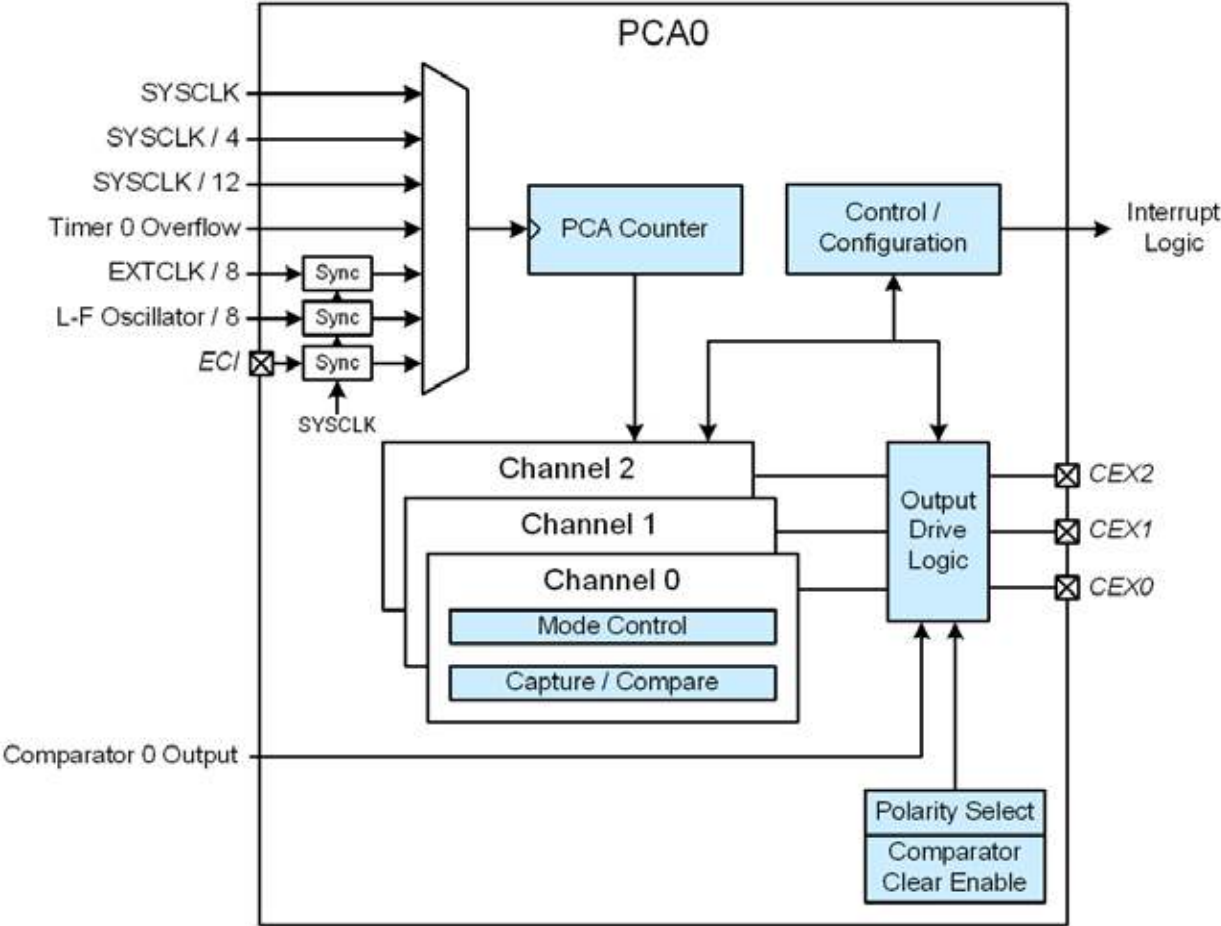 PCA0
SYSCLK
SYSCLK / 4
SYSCLK / 12
Timer 0 Overflow
EXTCLK / 8
Sync
L-F Oscillator / 8
Sync
ECI
Sync
SYSCLK
PCA Counter
Control /
Configuration
Interrupt
Logic
Channel 2
Channel 1
Channel 0
Mode Control
Capture / Compare
Output
Drive
Logic
CEX2
CEX1
CEX0
Comparator 0 Output
Polarity Select
Comparator
Clear Enable